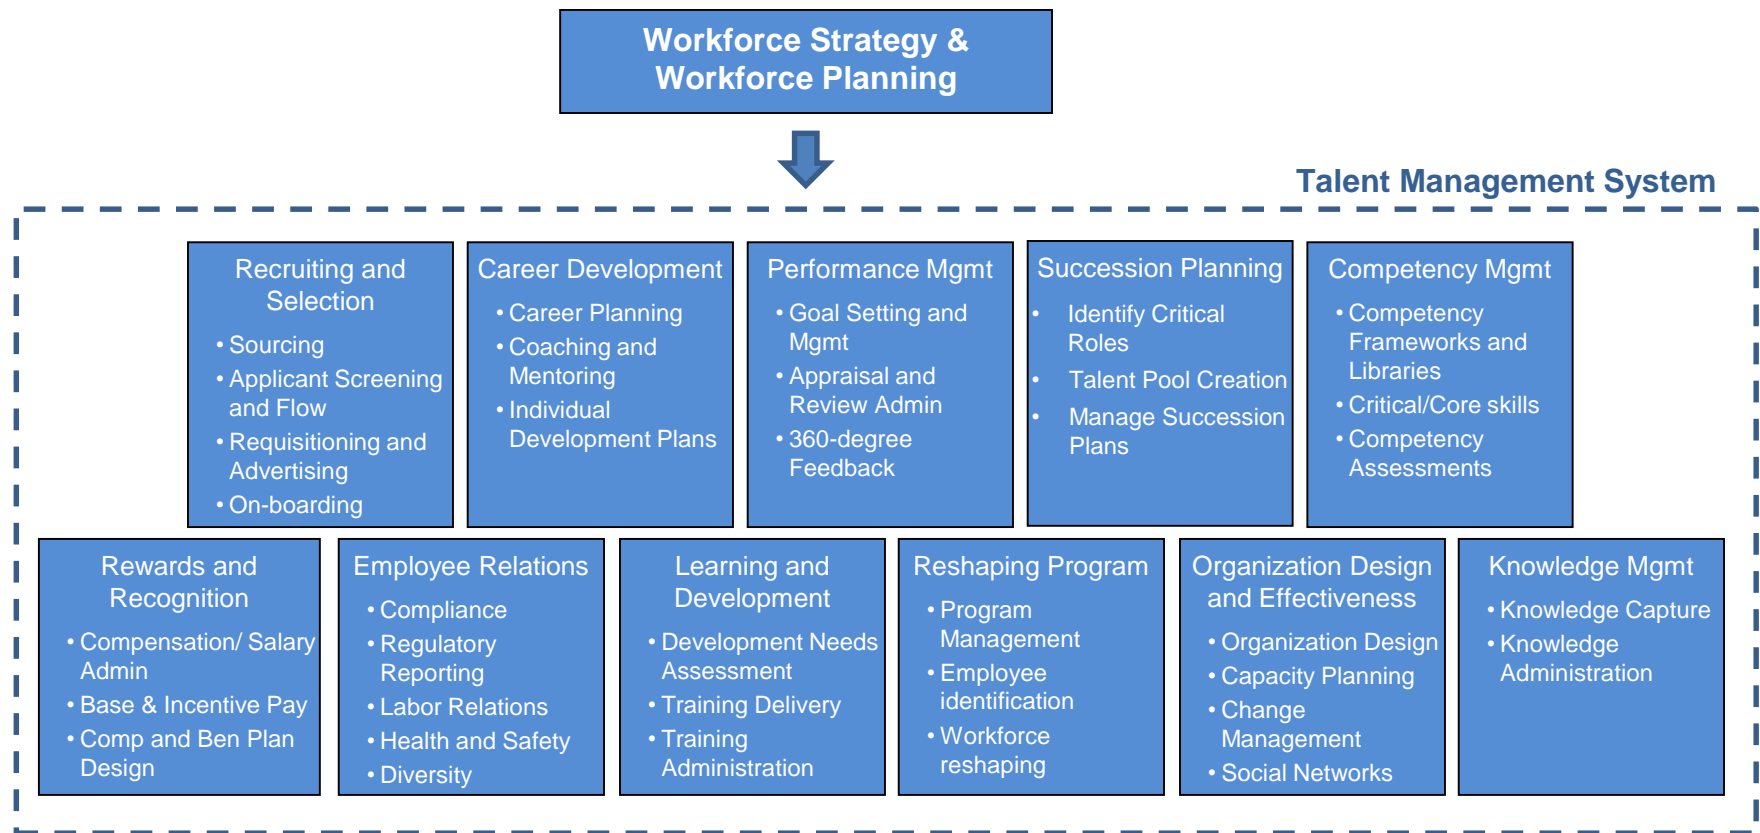 Workforce Strategy &
Workforce Planning
Talent Management System
Recruiting and
Selection
• Sourcing
• Applicant Screening
and Flow
• Requisitioning and
Advertising
• On-boarding
Career Development
• Career Planning
• Coaching and
Mentoring
• Individual
Development Plans
Performance Mgmt
• Goal Setting and
Mgmt
• Appraisal and
Review Admin
• 360-degree
Feedback
Succession Planning
• Identify Critical
Roles
• Talent Pool Creation
• Manage Succession
Plans
Competency Mgmt
• Competency
Frameworks and
Libraries
• Critical/Core skills
• Competency
Assessments
Rewards and
Recognition
• Compensation/ Salary
Admin
• Base & Incentive Pay
• Comp and Ben Plan
Design
Employee Relations
• Compliance
• Regulatory
Reporting
• Labor Relations
• Health and Safety
• Diversity
Learning and
Development
• Development Needs
Assessment
• Training Delivery
• Training
Administration
Reshaping Program
• Program
Management
• Employee
identification
• Workforce
reshaping
Organization Design
and Effectiveness
• Organization Design
• Capacity Planning
• Change
Management
• Social Networks
Knowledge Mgmt
• Knowledge Capture
• Knowledge
Administration